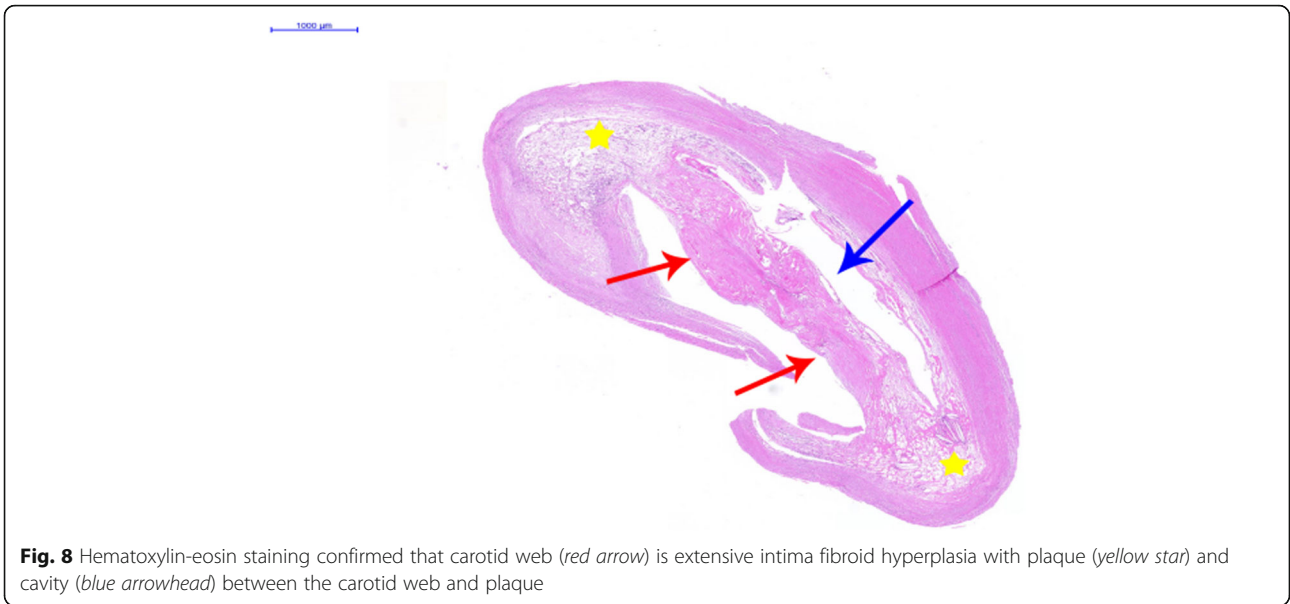 1000 µm
Fig. 8 Hematoxylin-eosin staining confirmed that carotid web (red arrow) is extensive intima fibroid hyperplasia with plaque (yellow star) and
cavity (blue arrowhead) between the carotid web and plaque